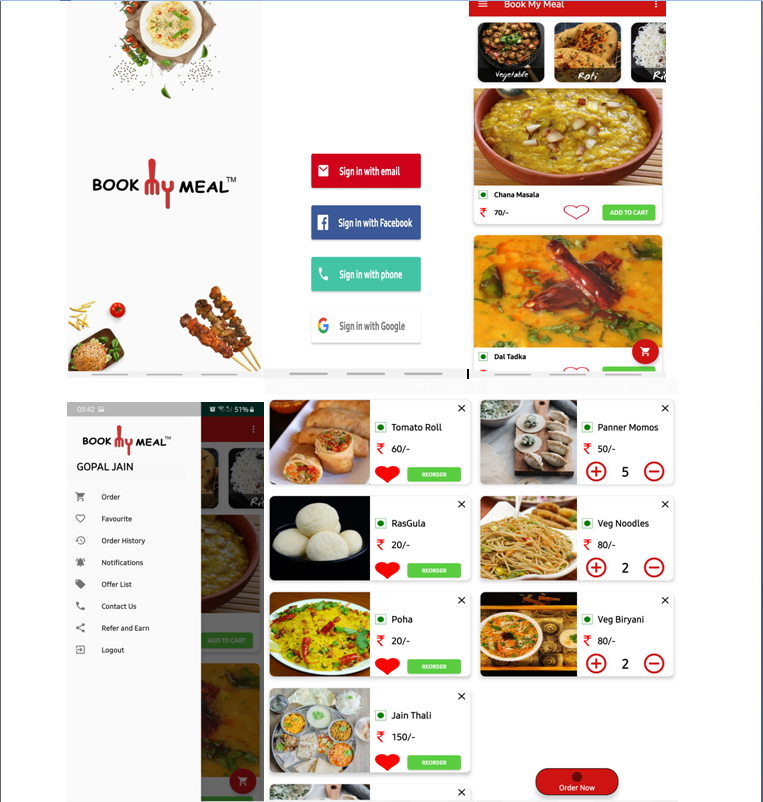 BOOK MY MEAL™
Sign in with email
Sign in with Facebook
Sign in with phone
Sign in with Google
Book My Meal
Vegetable
Roti
Chana Masala
₹ 70/-
ADD TO CART
Dal Tadka
03:42
51%
BOOK MY MEAL™
GOPAL JAIN
Order
Favourite
Order History
Notifications
Offer List
Contact Us
Refer and Earn
Logout
ADD TO CART
Tomato Roll
₹ 60/-
REORDER
RasGula
₹ 20/-
REORDER
Poha
₹ 20/-
REORDER
Jain Thali
₹ 150/-
REORDER
Panner Momos
₹ 50/-
5
Veg Noodles
₹ 80/-
2
Veg Biryani
₹ 80/-
2
Order Now